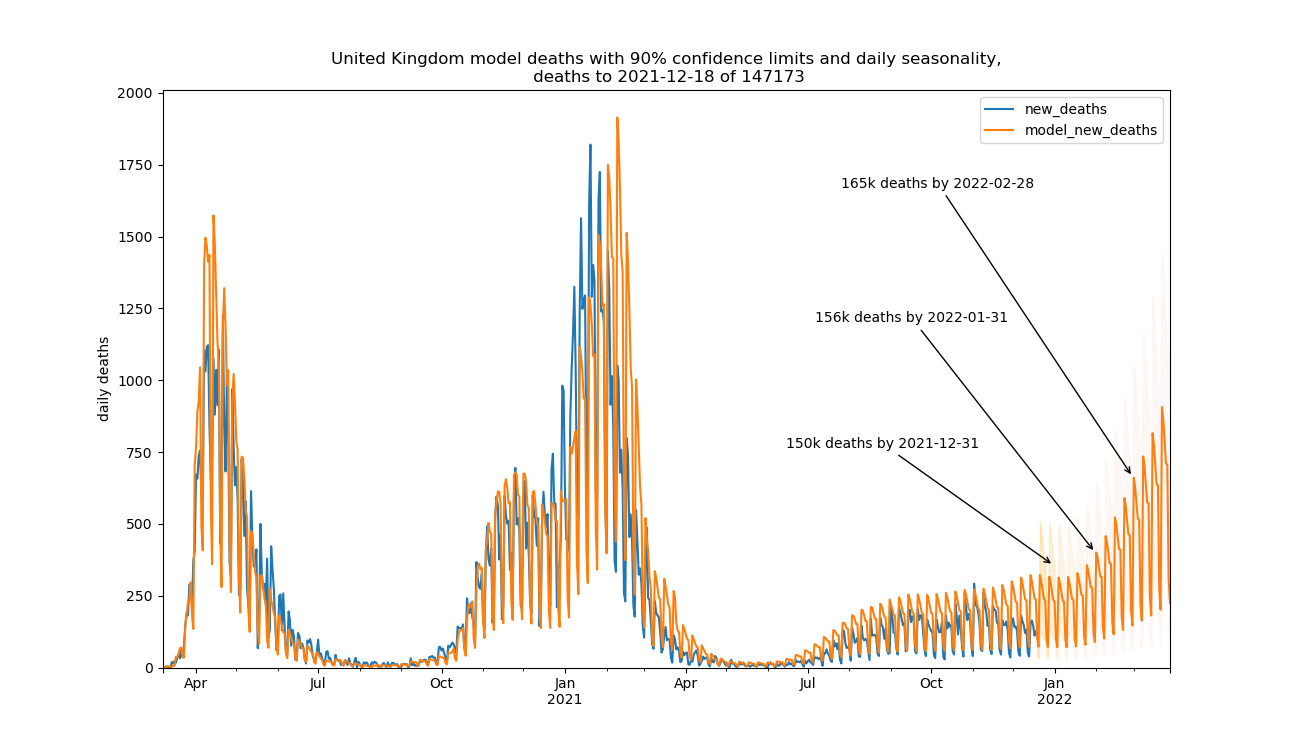 United Kingdom model deaths with 90% confidence limits and daily seasonality,
deaths to 2021-12-18 of 147173
new_deaths
model_new_deaths
165k deaths by 2022-02-28
156k deaths by 2022-01-31
150k deaths by 2021-12-31
daily deaths
2000
1750
1500
1250
1000
750
500
250
0
Apr
Jul
Oct
Jan
2021
Apr
Jul
Oct
Jan
2022